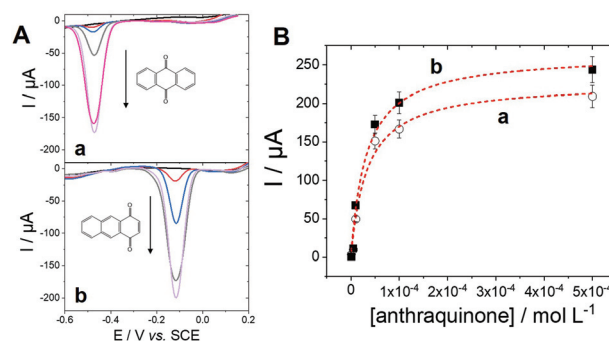 A
I / µA
0
-50
-100
-150
O
O
a
0
-50
-100
-150
-200
O
O
b
-0.6 -0.4 -0.2 0.0 0.2
E / V vs. SCE
B
I / µA
250
200
150
100
50
0
b
a
0 1x10⁻⁴ 2x10⁻⁴ 3x10⁻⁴ 4x10⁻⁴ 5x10⁻⁴
[anthraquinone] / mol L⁻¹